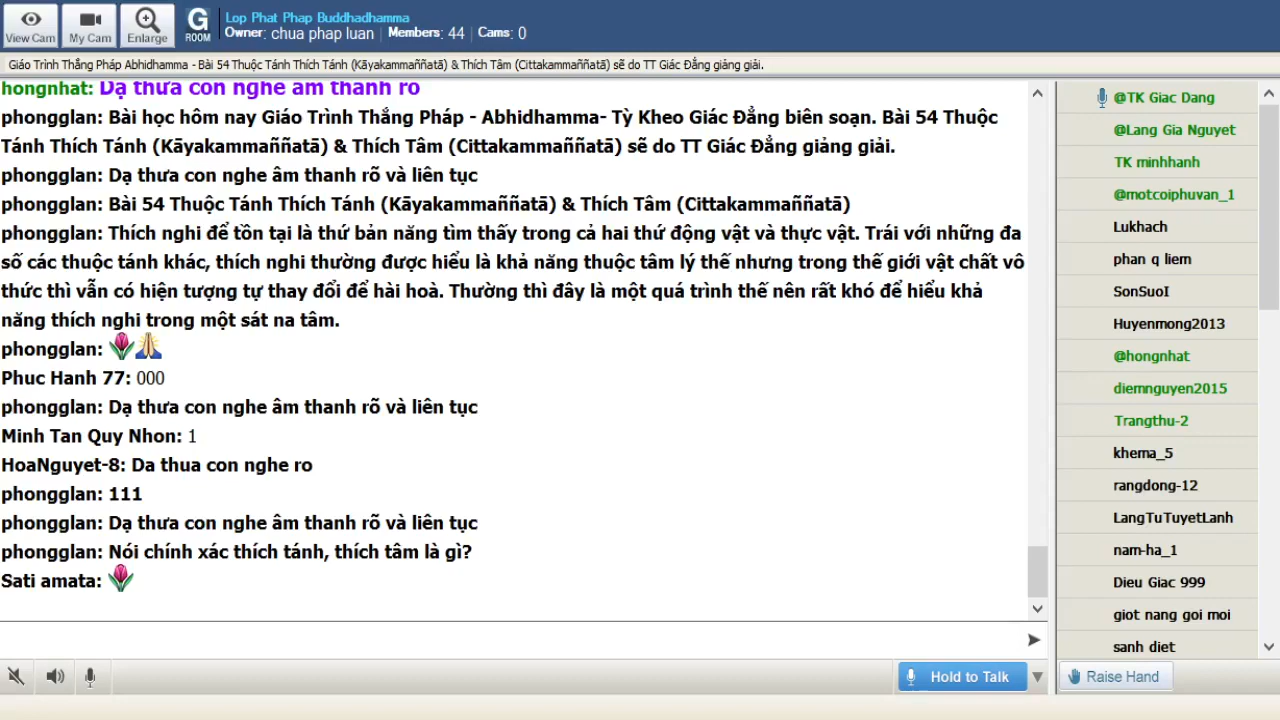 View Cam
My Cam
Enlarge
G
ROOM
Lop Phat Phap Buddhadhamma
Owner: chua phap luan | Members: 44 | Cams: 0
Giáo Trình Thắng Pháp Abhidhamma - Bài 54 Thuộc Tánh Thích Tánh (Kāyakammaññatā) & Thích Tâm (Cittakammaññatā) sẽ do TT Giác Đẳng giảng giải.
hongnhat: Dạ thưa con nghe âm thanh rõ
phongglan: Bài học hôm nay Giáo Trình Thắng Pháp - Abhidhamma- Tỳ Kheo Giác Đẳng biên soạn. Bài 54 Thuộc
Tánh Thích Tánh (Kāyakammaññatā) & Thích Tâm (Cittakammaññatā) sẽ do TT Giác Đẳng giảng giải.
phongglan: Dạ thưa con nghe âm thanh rõ và liên tục
phongglan: Bài 54 Thuộc Tánh Thích Tánh (Kāyakammaññatā) & Thích Tâm (Cittakammaññatā)
phongglan: Thích nghi để tồn tại là thứ bản năng tìm thấy trong cả hai thứ động vật và thực vật. Trái với những đa
số các thuộc tánh khác, thích nghi thường được hiểu là khả năng thuộc tâm lý thế nhưng trong thế giới vật chất vô
thức thì vẫn có hiện tượng tự thay đổi để hài hoà. Thường thì đây là một quá trình thế nên rất khó để hiểu khả
năng thích nghi trong một sát na tâm.
phongglan: 🌷🙏
Phuc Hanh 77: 000
phongglan: Dạ thưa con nghe âm thanh rõ và liên tục
Minh Tan Quy Nhon: 1
HoaNguyet-8: Da thua con nghe ro
phongglan: 111
phongglan: Dạ thưa con nghe âm thanh rõ và liên tục
phongglan: Nói chính xác thích tánh, thích tâm là gì?
Sati amata: 🌷
@TK Giac Dang
@Lang Gia Nguyet
TK minhhanh
@motcoiphuvan_1
Lukhach
phan q liem
SonSuoI
Huyenmong2013
@hongnhat
diemnguyen2015
Trangthu-2
khema_5
rangdong-12
LangTuTuyetLanh
nam-ha_1
Dieu Giac 999
giot nang goi moi
sanh diet
Hold to Talk
Raise Hand